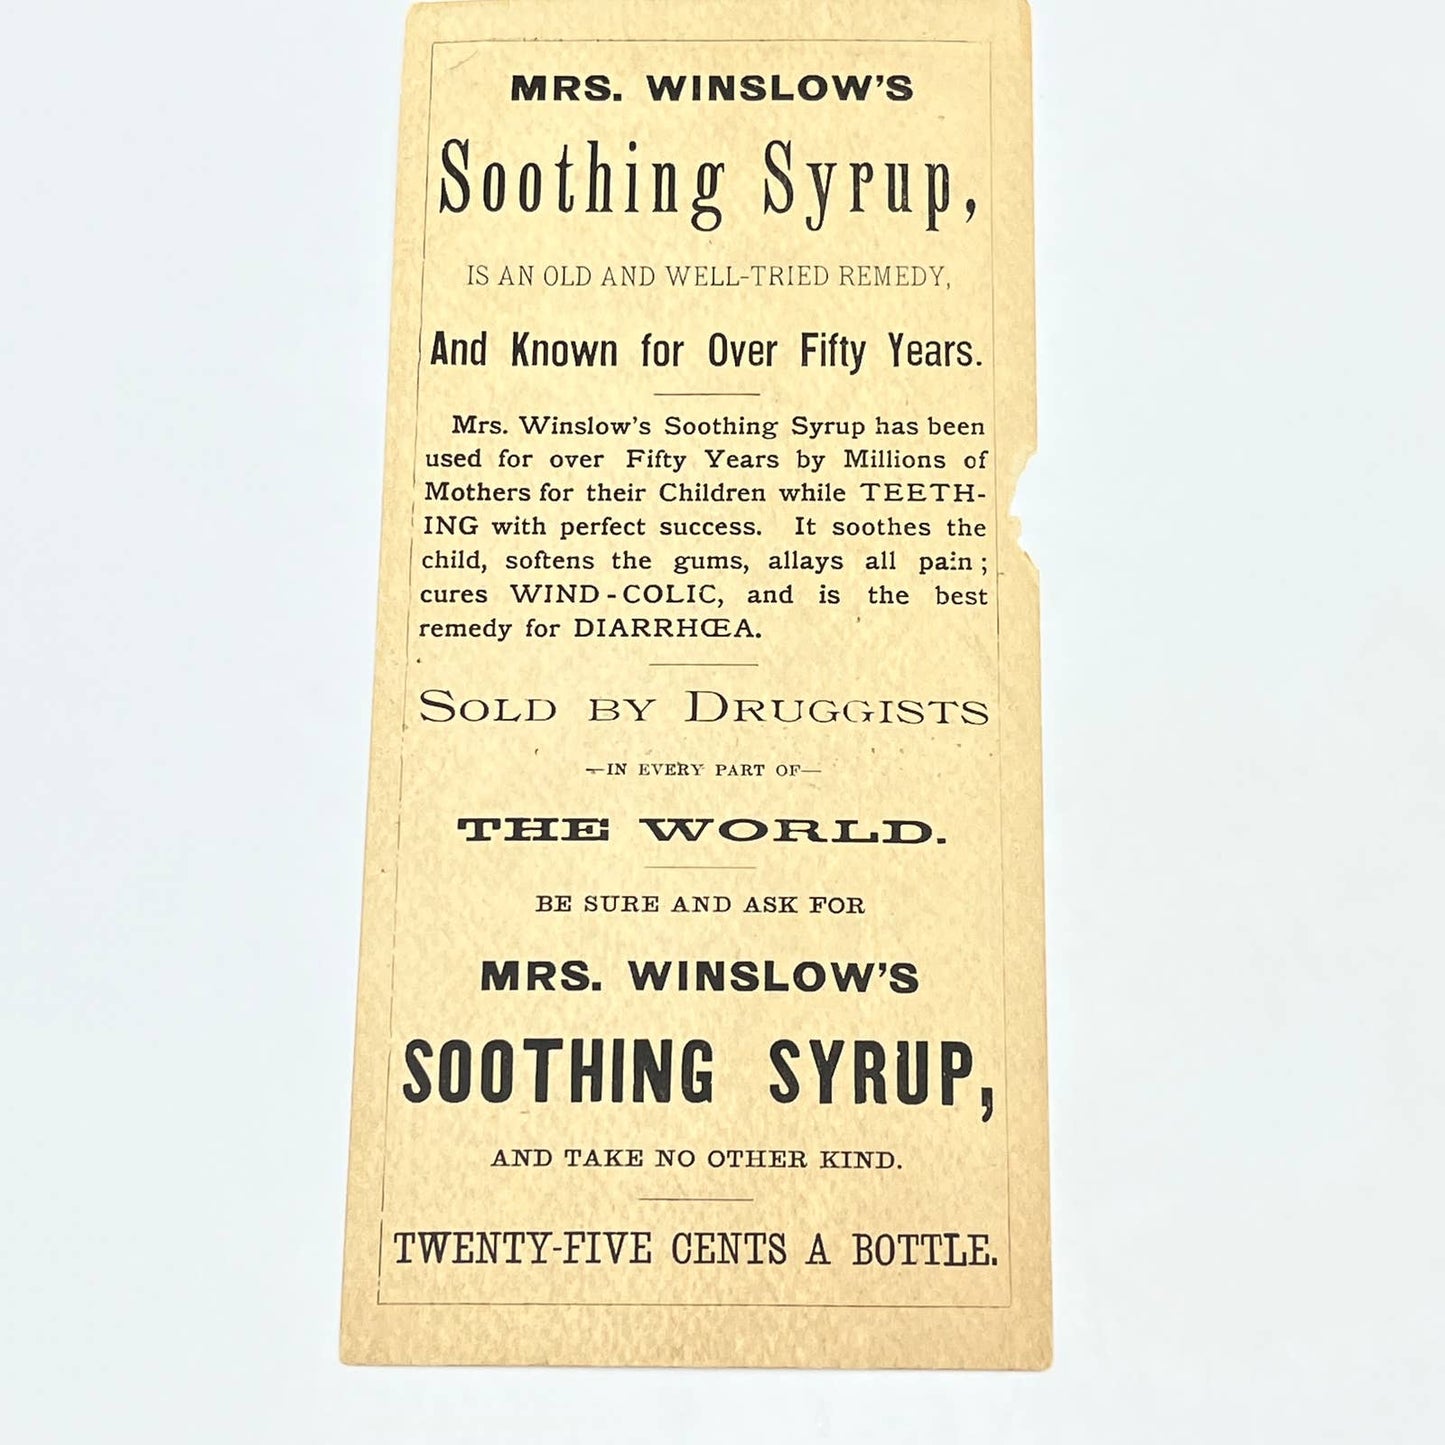 MRS. WINSLOW'S
Soothing Syrup,
IS AN OLD AND WELL-TRIED REMEDY,
And Known for Over Fifty Years.
Mrs. Winslow's Soothing Syrup has been
used for over Fifty Years by Millions of
Mothers for their Children while TEETH-
ING with perfect success. It soothes the
child, softens the gums, allays all pain;
cures WIND-COLIC, and is the best
remedy for DIARRHŒA.
SOLD BY DRUGGISTS
—IN EVERY PART OF—
THE WORLD.
BE SURE AND ASK FOR
MRS. WINSLOW'S
SOOTHING SYRUP,
AND TAKE NO OTHER KIND.
TWENTY-FIVE CENTS A BOTTLE.